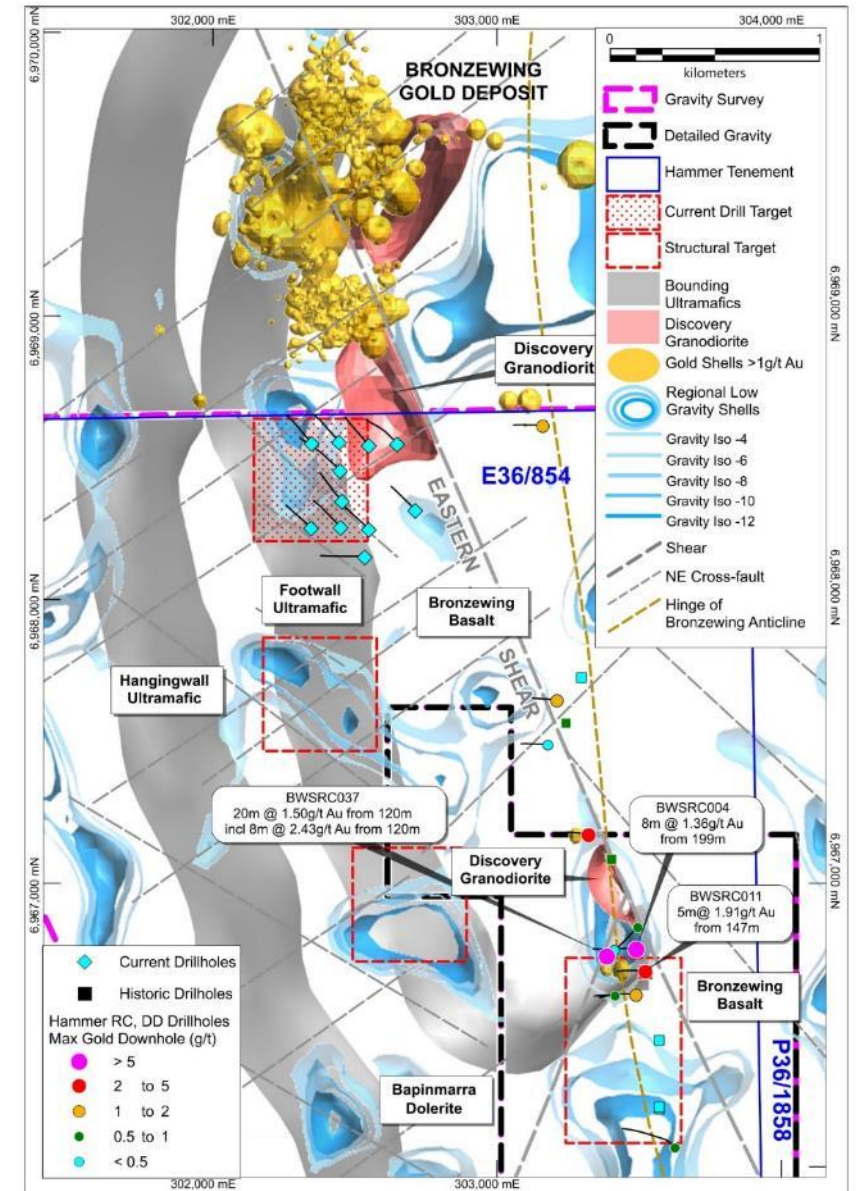 302,000 mE
303,000 mE
304,000 mE
6,970,000 mN
6,969,000 mN
6,968,000 mN
6,967,000 mN
6,969,000 mN
6,968,000 mN
6,967,000 mN
302,000 mE
303,000 mE
BRONZEWING
GOLD DEPOSIT
0
1
kilometers
Gravity Survey
Detailed Gravity
Hammer Tenement
Current Drill Target
Structural Target
Bounding
Ultramafics
Discovery
Granodiorite
Gold Shells >1g/t Au
Regional Low
Gravity Shells
Gravity Iso -4
Gravity Iso -6
Gravity Iso -8
Gravity Iso -10
Gravity Iso -12
Shear
NE Cross-fault
Hinge of
Bronzewing Anticline
Discovery
Granodiorit
E36/854
EASTERN
SHEAR
Footwall
Ultramafic
Bronzewing
Basalt
Hangingwall
Ultramafic
BWSRC037
20m @ 1.50g/t Au from 120m
incl 8m @ 2.43g/t Au from 120m
BWSRC004
8m @ 1.36g/t Au
from 199m
Discovery
Granodiorite
BWSRC011
5m@ 1.91g/t Au
from 147m
Bronzewing
Basalt
Bapinmarra
Dolerite
P36/1858
Current Drillholes
Historic Drilholes
Hammer RC, DD Drillholes
Max Gold Downhole (g/t)
> 5
2 to 5
1 to 2
0.5 to 1
< 0.5